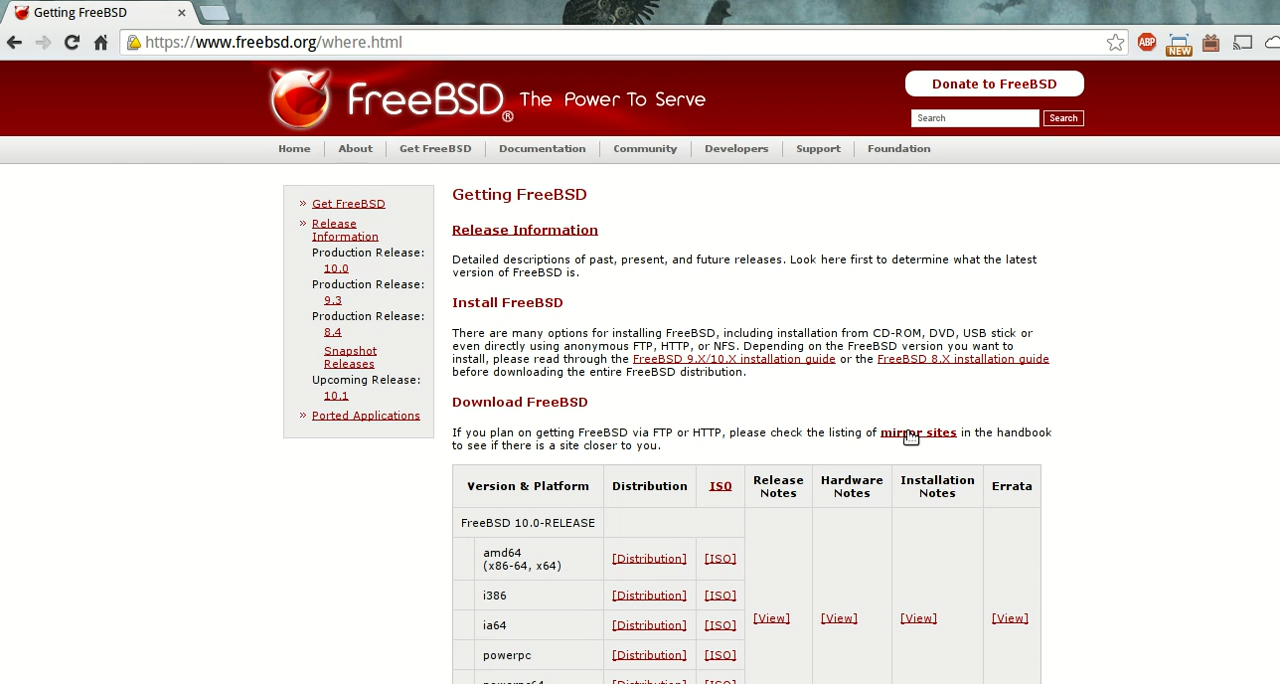 Getting FreeBSD
https://www.freebsd.org/where.html
ABP
NEW
FreeBSD® The Power To Serve
Donate to FreeBSD
Search
Search
Home
About
Get FreeBSD
Documentation
Community
Developers
Support
Foundation
» Get FreeBSD
» Release
Information
Production Release:
10.0
Production Release:
9.3
Production Release:
8.4
Snapshot
Releases
Upcoming Release:
10.1
» Ported Applications
Getting FreeBSD
Release Information
Detailed descriptions of past, present, and future releases. Look here first to determine what the latest
version of FreeBSD is.
Install FreeBSD
There are many options for installing FreeBSD, including installation from CD-ROM, DVD, USB stick or
even directly using anonymous FTP, HTTP, or NFS. Depending on the FreeBSD version you want to
install, please read through the FreeBSD 9.X/10.X installation guide or the FreeBSD 8.X installation guide
before downloading the entire FreeBSD distribution.
Download FreeBSD
If you plan on getting FreeBSD via FTP or HTTP, please check the listing of mirror sites in the handbook
to see if there is a site closer to you.
Version & Platform
Distribution
ISO
Release
Notes
Hardware
Notes
Installation
Notes
Errata
FreeBSD 10.0-RELEASE
amd64
(x86-64, x64)
[Distribution]
[ISO]
i386
[Distribution]
[ISO]
[View]
[View]
[View]
[View]
ia64
[Distribution]
[ISO]
powerpc
[Distribution]
[ISO]
powerpc64
[Distribution]
[ISO]